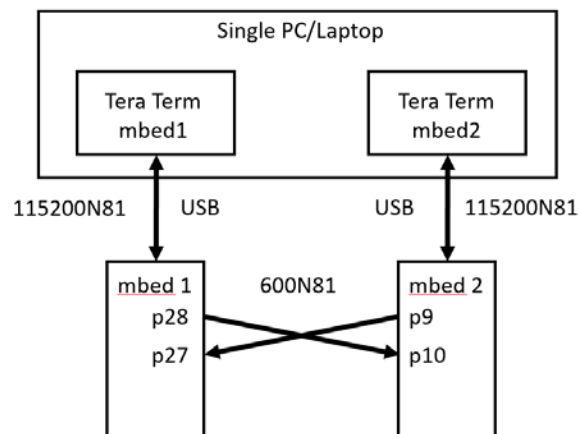 Single PC/Laptop
Tera Term
mbed1
Tera Term
mbed2
115200N81
USB
USB
115200N81
mbed 1
600N81
mbed 2
p28
p9
p27
p10